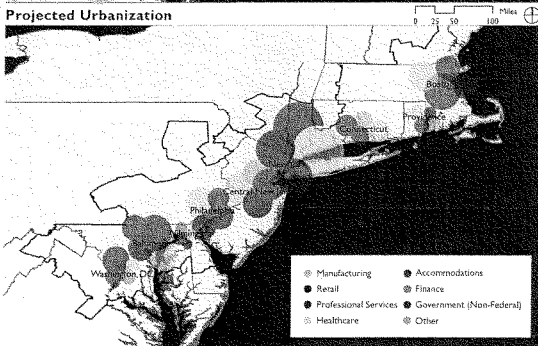 Projected Urbanization
Miles
0 25 50 100
Boston
Providence
Connecticut
Central New
Philadelphia
Washington, DC
Manufacturing
Retail
Professional Services
Healthcare
Accommodations
Finance
Government (Non-Federal)
Other